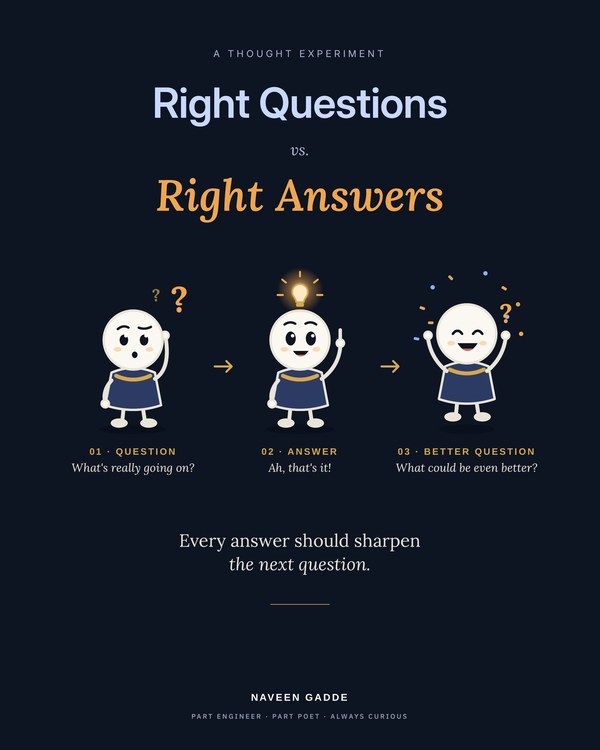 A THOUGHT EXPERIMENT
Right Questions
vs.
Right Answers
? ?
?
01 · QUESTION
What's really going on?
02 · ANSWER
Ah, that's it!
03 · BETTER QUESTION
What could be even better?
Every answer should sharpen
the next question.
NAVEEN GADDE
PART ENGINEER · PART POET · ALWAYS CURIOUS